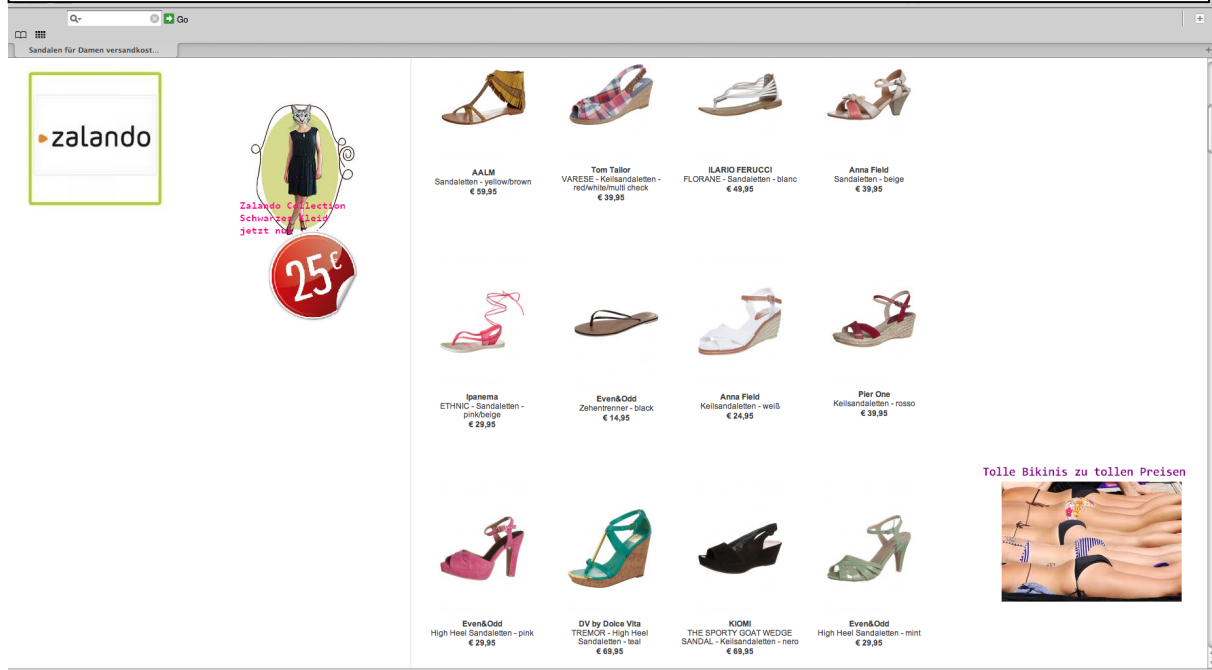 Go
Sandalen für Damen versandkost...
zalando
Zalando Collection
Schwarzes Kleid
jetzt nur
25€
AALM
Sandaletten - yellow/brown
€ 59,95
Tom Tailor
VARESE - Keilsandaletten -
red/white/multi check
€ 39,95
ILARIO FERUCCI
FLORANE - Sandaletten - blanc
€ 49,95
Anna Field
Sandaletten - beige
€ 39,95
Ipanema
ETHNIC - Sandaletten -
pink/beige
€ 29,95
Even&Odd
Zehentrenner - black
€ 14,95
Anna Field
Keilsandaletten - weiß
€ 24,95
Pier One
Keilsandaletten - rosso
€ 39,95
Tolle Bikinis zu tollen Preisen
Even&Odd
High Heel Sandaletten - pink
€ 29,95
DV by Dolce Vita
TREMOR - High Heel
Sandaletten - teal
€ 69,95
KIOMI
THE SPORTY GOAT WEDGE
SANDAL - Keilsandaletten - nero
€ 69,95
Even&Odd
High Heel Sandaletten - mint
€ 29,95